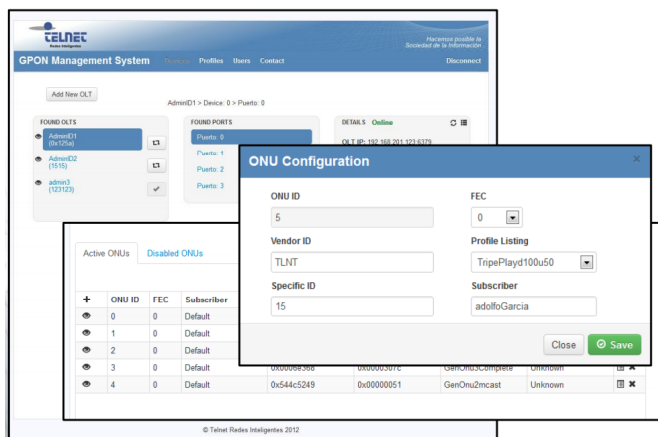 TELNET
Redes Inteligentes
Hacemos posible la
Sociedad de la Información
GPON Management System Devices Profiles Users Contact Disconnect
Add New OLT
AdminID1 > Device: 0 > Puerto: 0
FOUND OLTS
AdminID1
(0x125a)
AdminID2
(1515)
admin3
(123123)
FOUND PORTS
Puerto: 0
Puerto: 1
Puerto: 2
Puerto: 3
DETAILS Online
OLT IP: 192.168.201.123:6379
ONU Configuration ×
ONU ID FEC
5 0
Vendor ID Profile Listing
TLNT TripePlayd100u50
Specific ID Subscriber
15 adolfoGarcia
Close Save
Active ONUs Disabled ONUs
+ ONU ID FEC Subscriber
0 0 Default
1 0 Default
2 0 Default
3 0 Default 0x0006e368 0x0000307c GenOnu3Complete Unknown
4 0 Default 0x544c5249 0x00000051 GenOnu2mcast Unknown
© Telnet Redes Inteligentes 2012